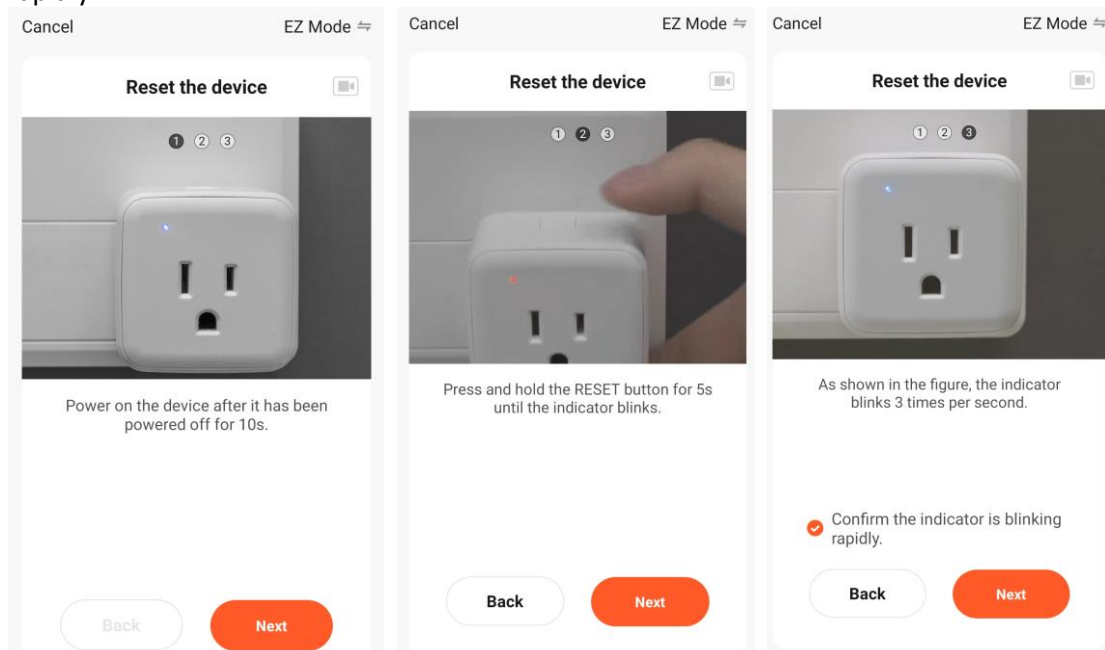 Cancel
EZ Mode
Reset the device
1 2 3
Power on the device after it has been
powered off for 10s.
Back
Next
Cancel
EZ Mode
Reset the device
1 2 3
Press and hold the RESET button for 5s
until the indicator blinks.
Back
Next
Cancel
EZ Mode
Reset the device
1 2 3
As shown in the figure, the indicator
blinks 3 times per second.
Confirm the indicator is blinking
rapidly.
Back
Next